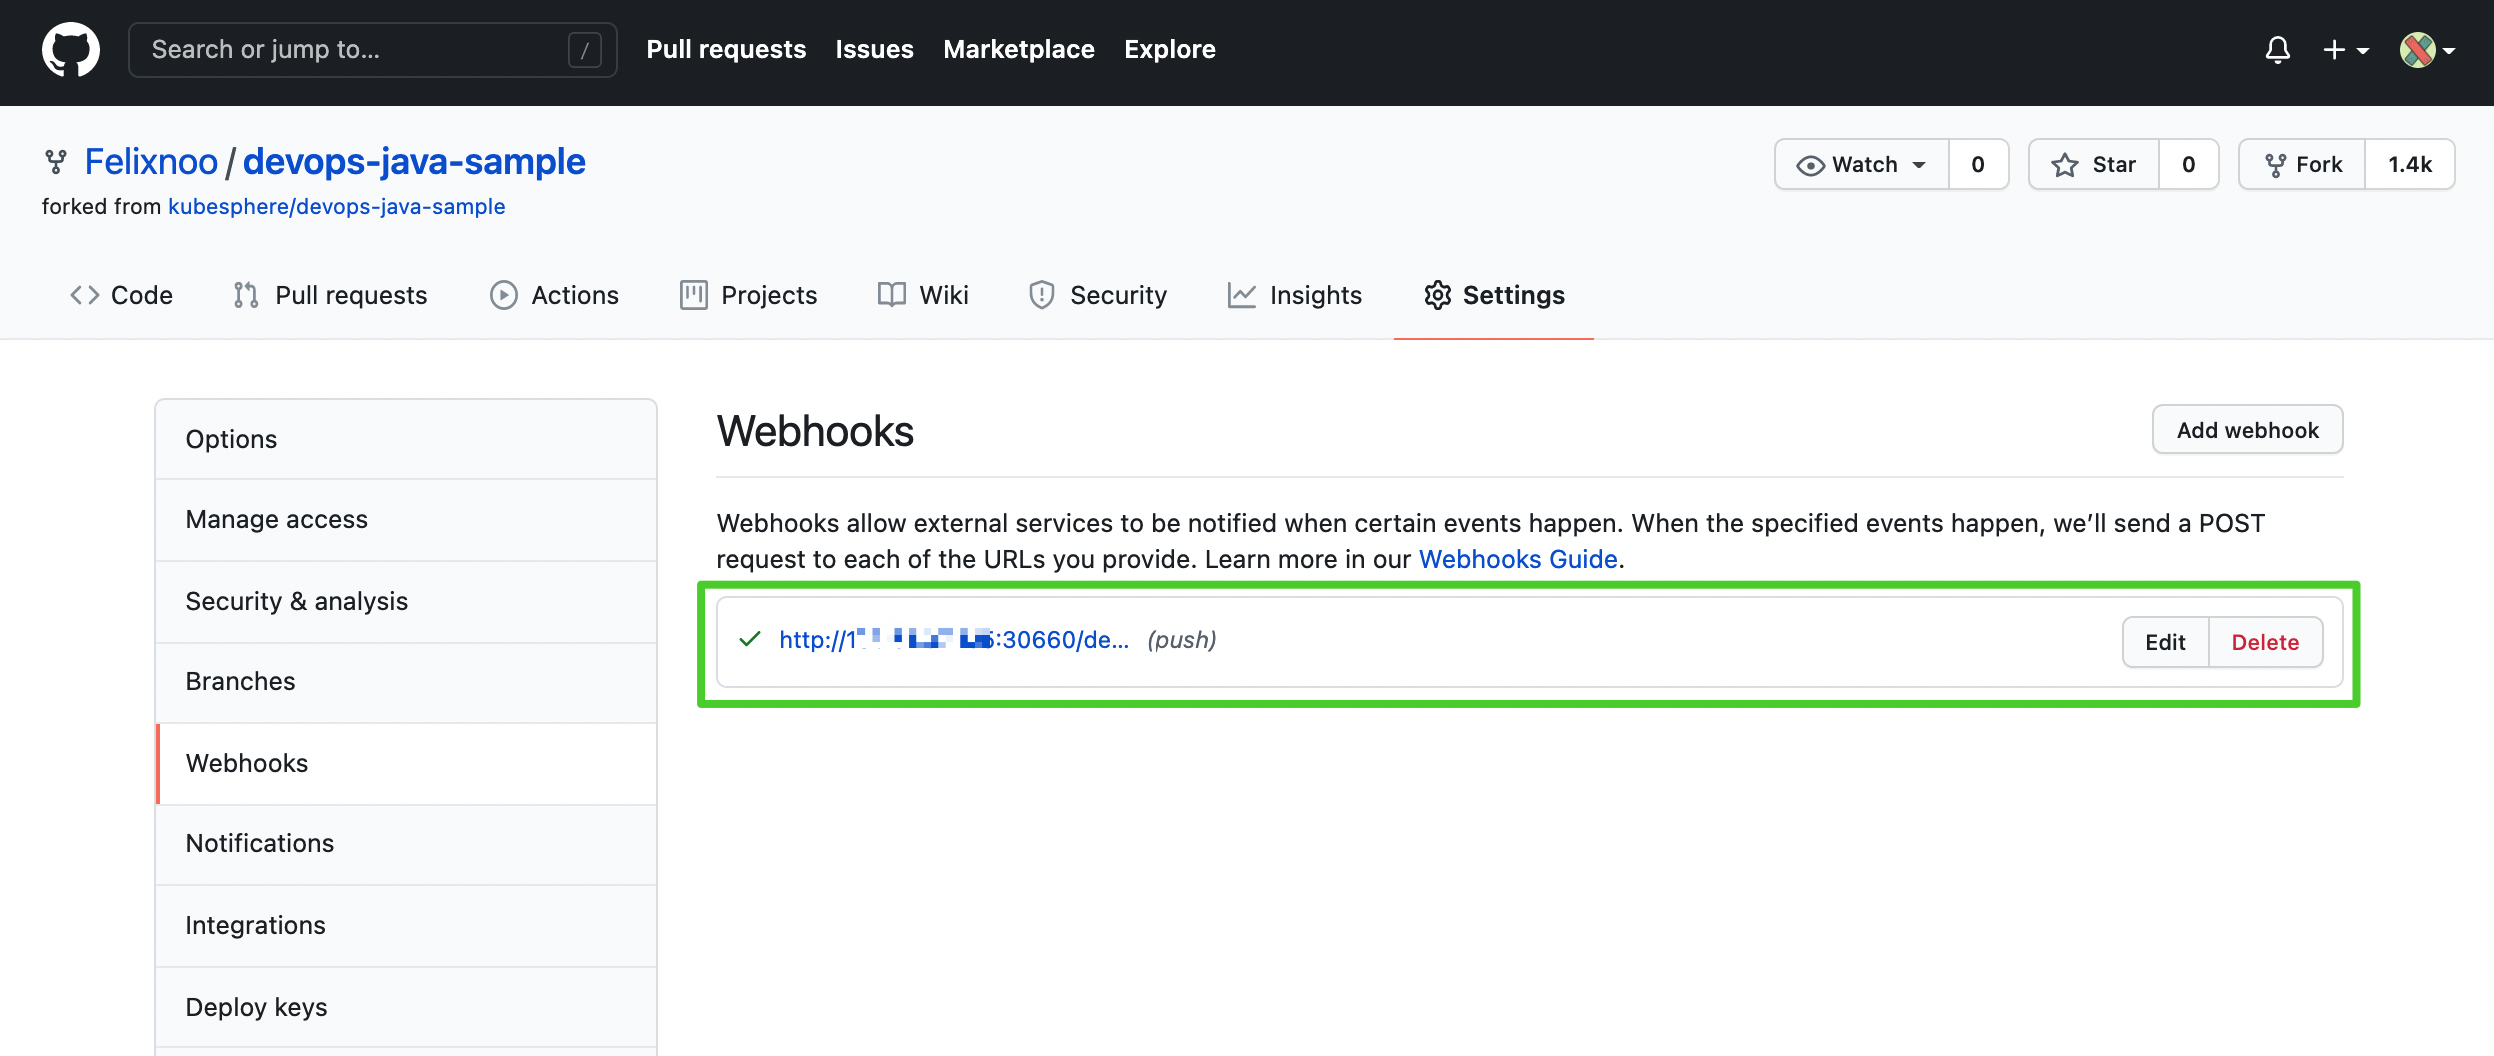 Search or jump to... /
Pull requests Issues Marketplace Explore
Felixnoo / devops-java-sample
forked from kubesphere/devops-java-sample
Watch 0
Star 0
Fork 1.4k
Code Pull requests Actions Projects Wiki Security Insights Settings
Options
Manage access
Security & analysis
Branches
Webhooks
Notifications
Integrations
Deploy keys
Webhooks
Add webhook
Webhooks allow external services to be notified when certain events happen. When the specified events happen, we’ll send a POST
request to each of the URLs you provide. Learn more in our Webhooks Guide.
http://1 :30660/de... (push)
Edit Delete